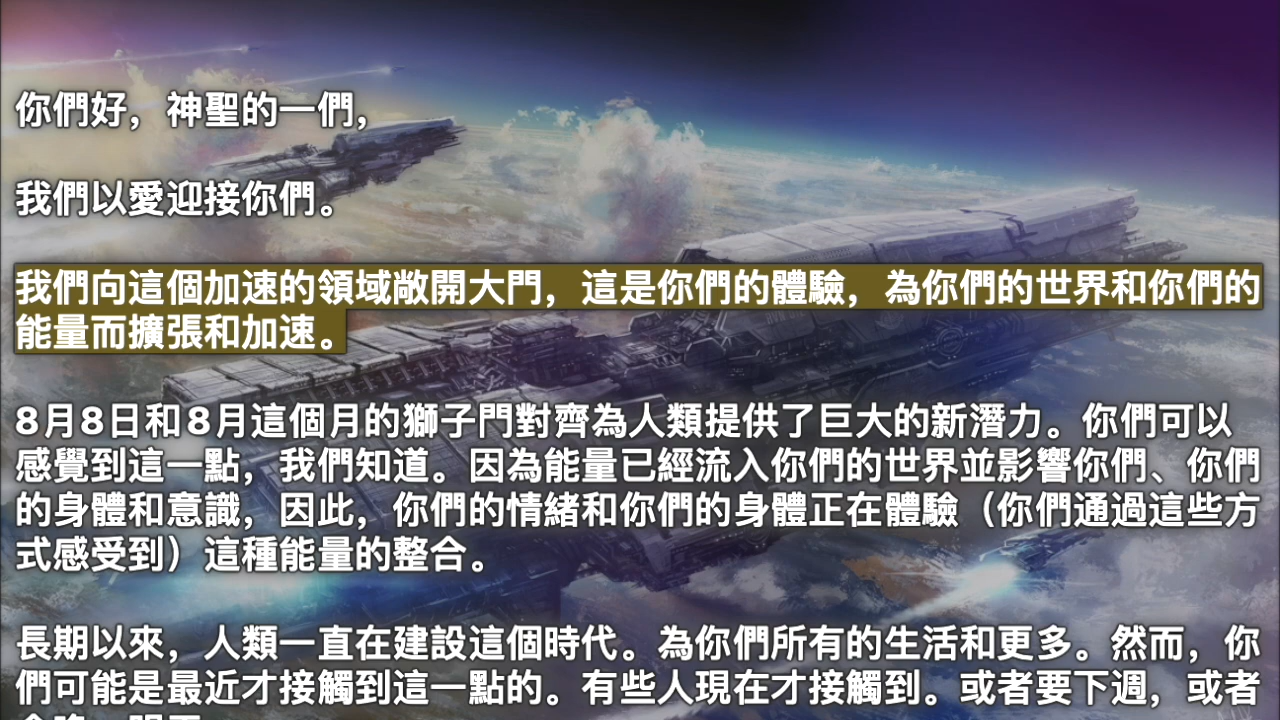 你們好，神聖的一們，
我們以愛迎接你們。
我們向這個加速的領域敞開大門，這是你們的體驗，為你們的世界和你們的
能量而擴張和加速。
8月8日和8月這個月的獅子門對齊為人類提供了巨大的新潛力。你們可以
感覺到這一點，我們知道。因為能量已經流入你們的世界並影響你們、你們
的身體和意識，因此，你們的情緒和你們的身體正在體驗（你們通過這些方
式感受到）這種能量的整合。
長期以來，人類一直在建設這個時代。為你們所有的生活和更多。然而，你
們可能是最近才接觸到這一點的。有些人現在才接觸到。或者要下週，或者